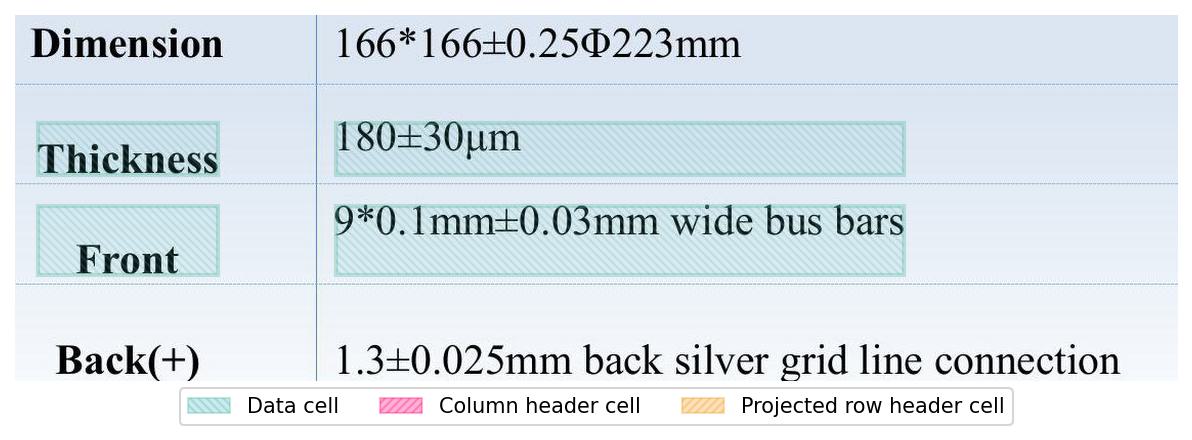 Dimension 166*166±0.25Φ223mm
Thickness 180±30μm
Front 9*0.1mm±0.03mm wide bus bars
Back(+) 1.3±0.025mm back silver grid line connection
Data cell Column header cell Projected row header cell